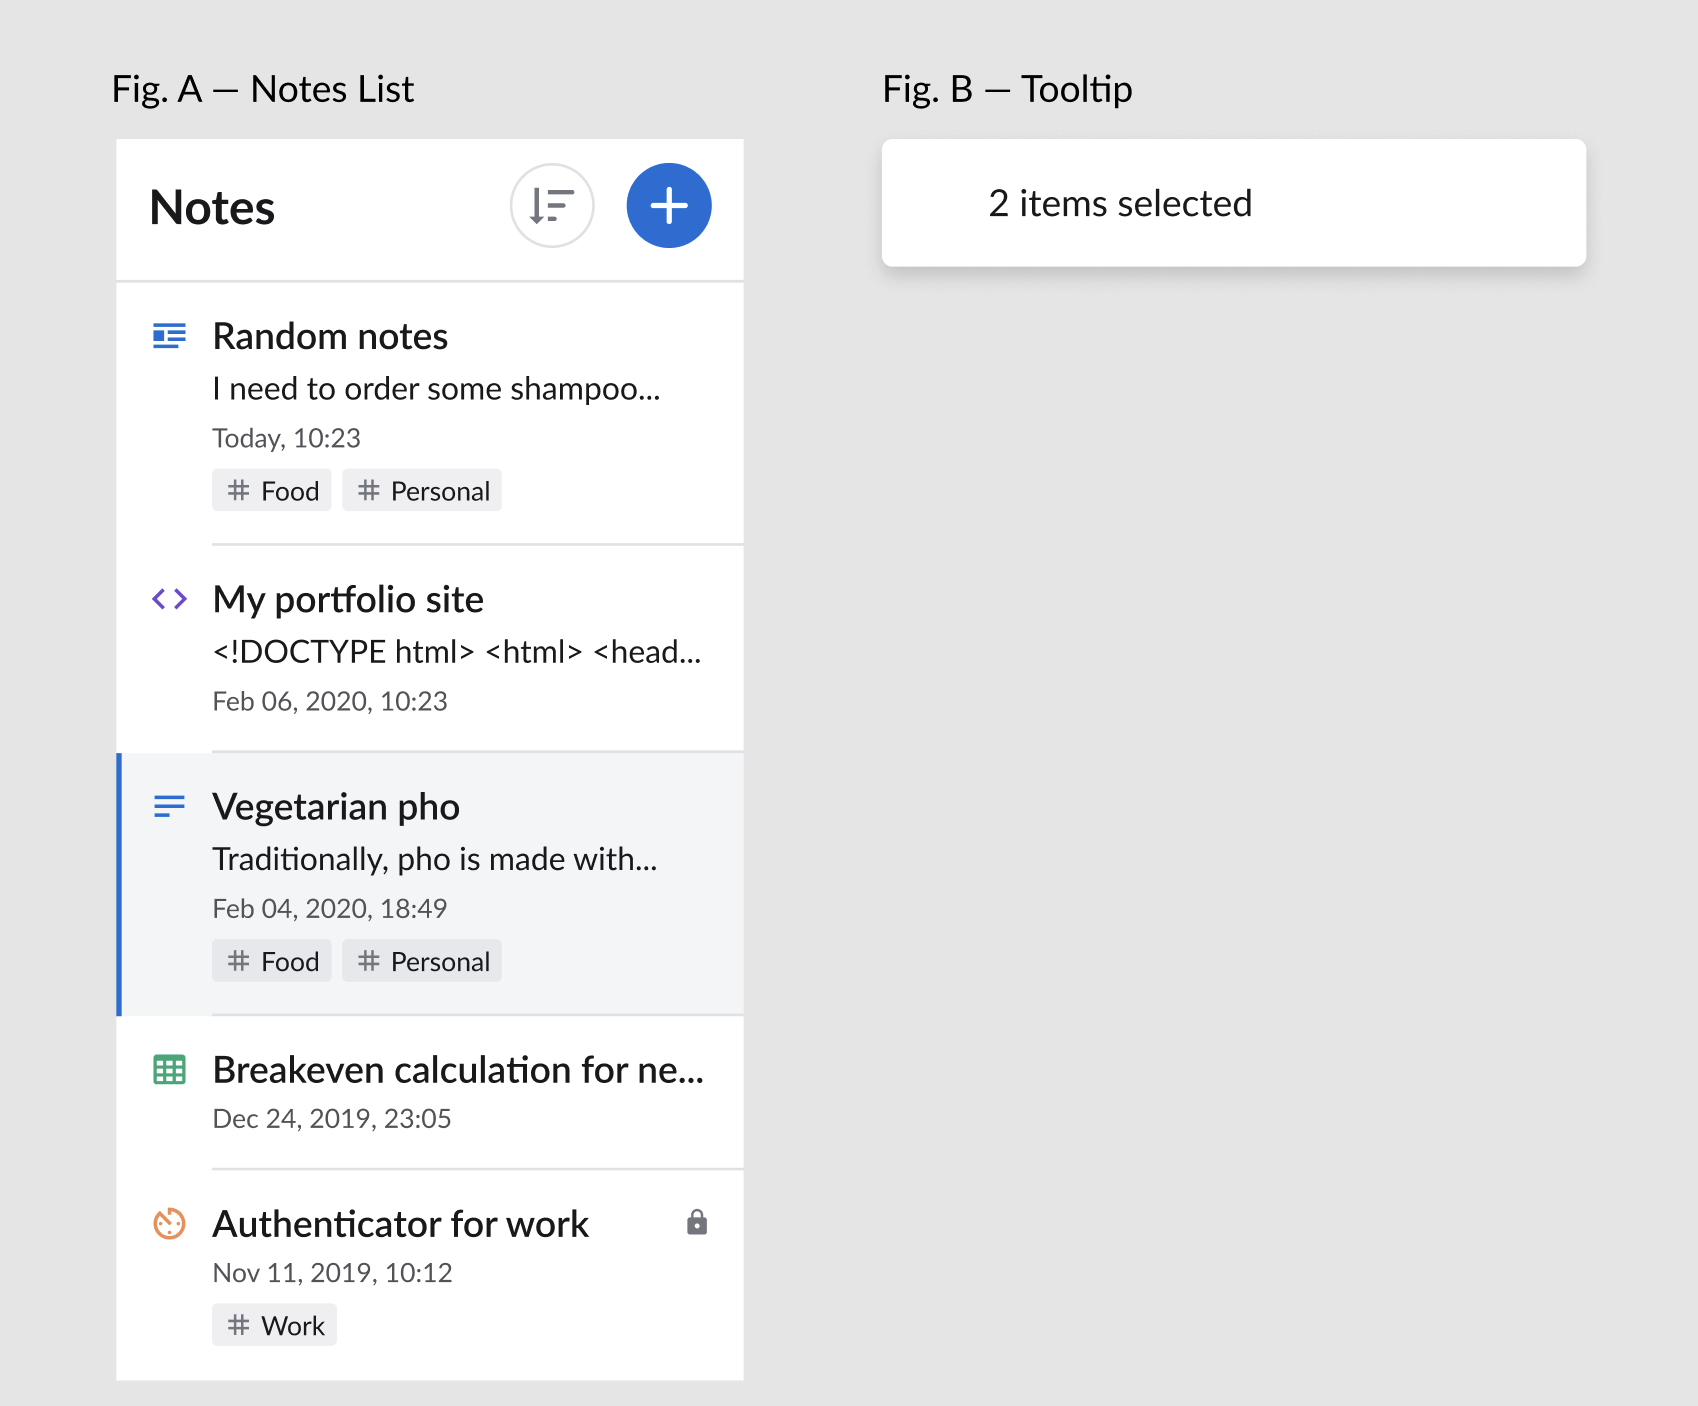 Fig. A — Notes List
Notes
Random notes
I need to order some shampoo...
Today, 10:23
# Food # Personal
My portfolio site
<!DOCTYPE html> <html> <head...
Feb 06, 2020, 10:23
Vegetarian pho
Traditionally, pho is made with...
Feb 04, 2020, 18:49
# Food # Personal
Breakeven calculation for ne...
Dec 24, 2019, 23:05
Authenticator for work
Nov 11, 2019, 10:12
# Work
Fig. B — Tooltip
2 items selected